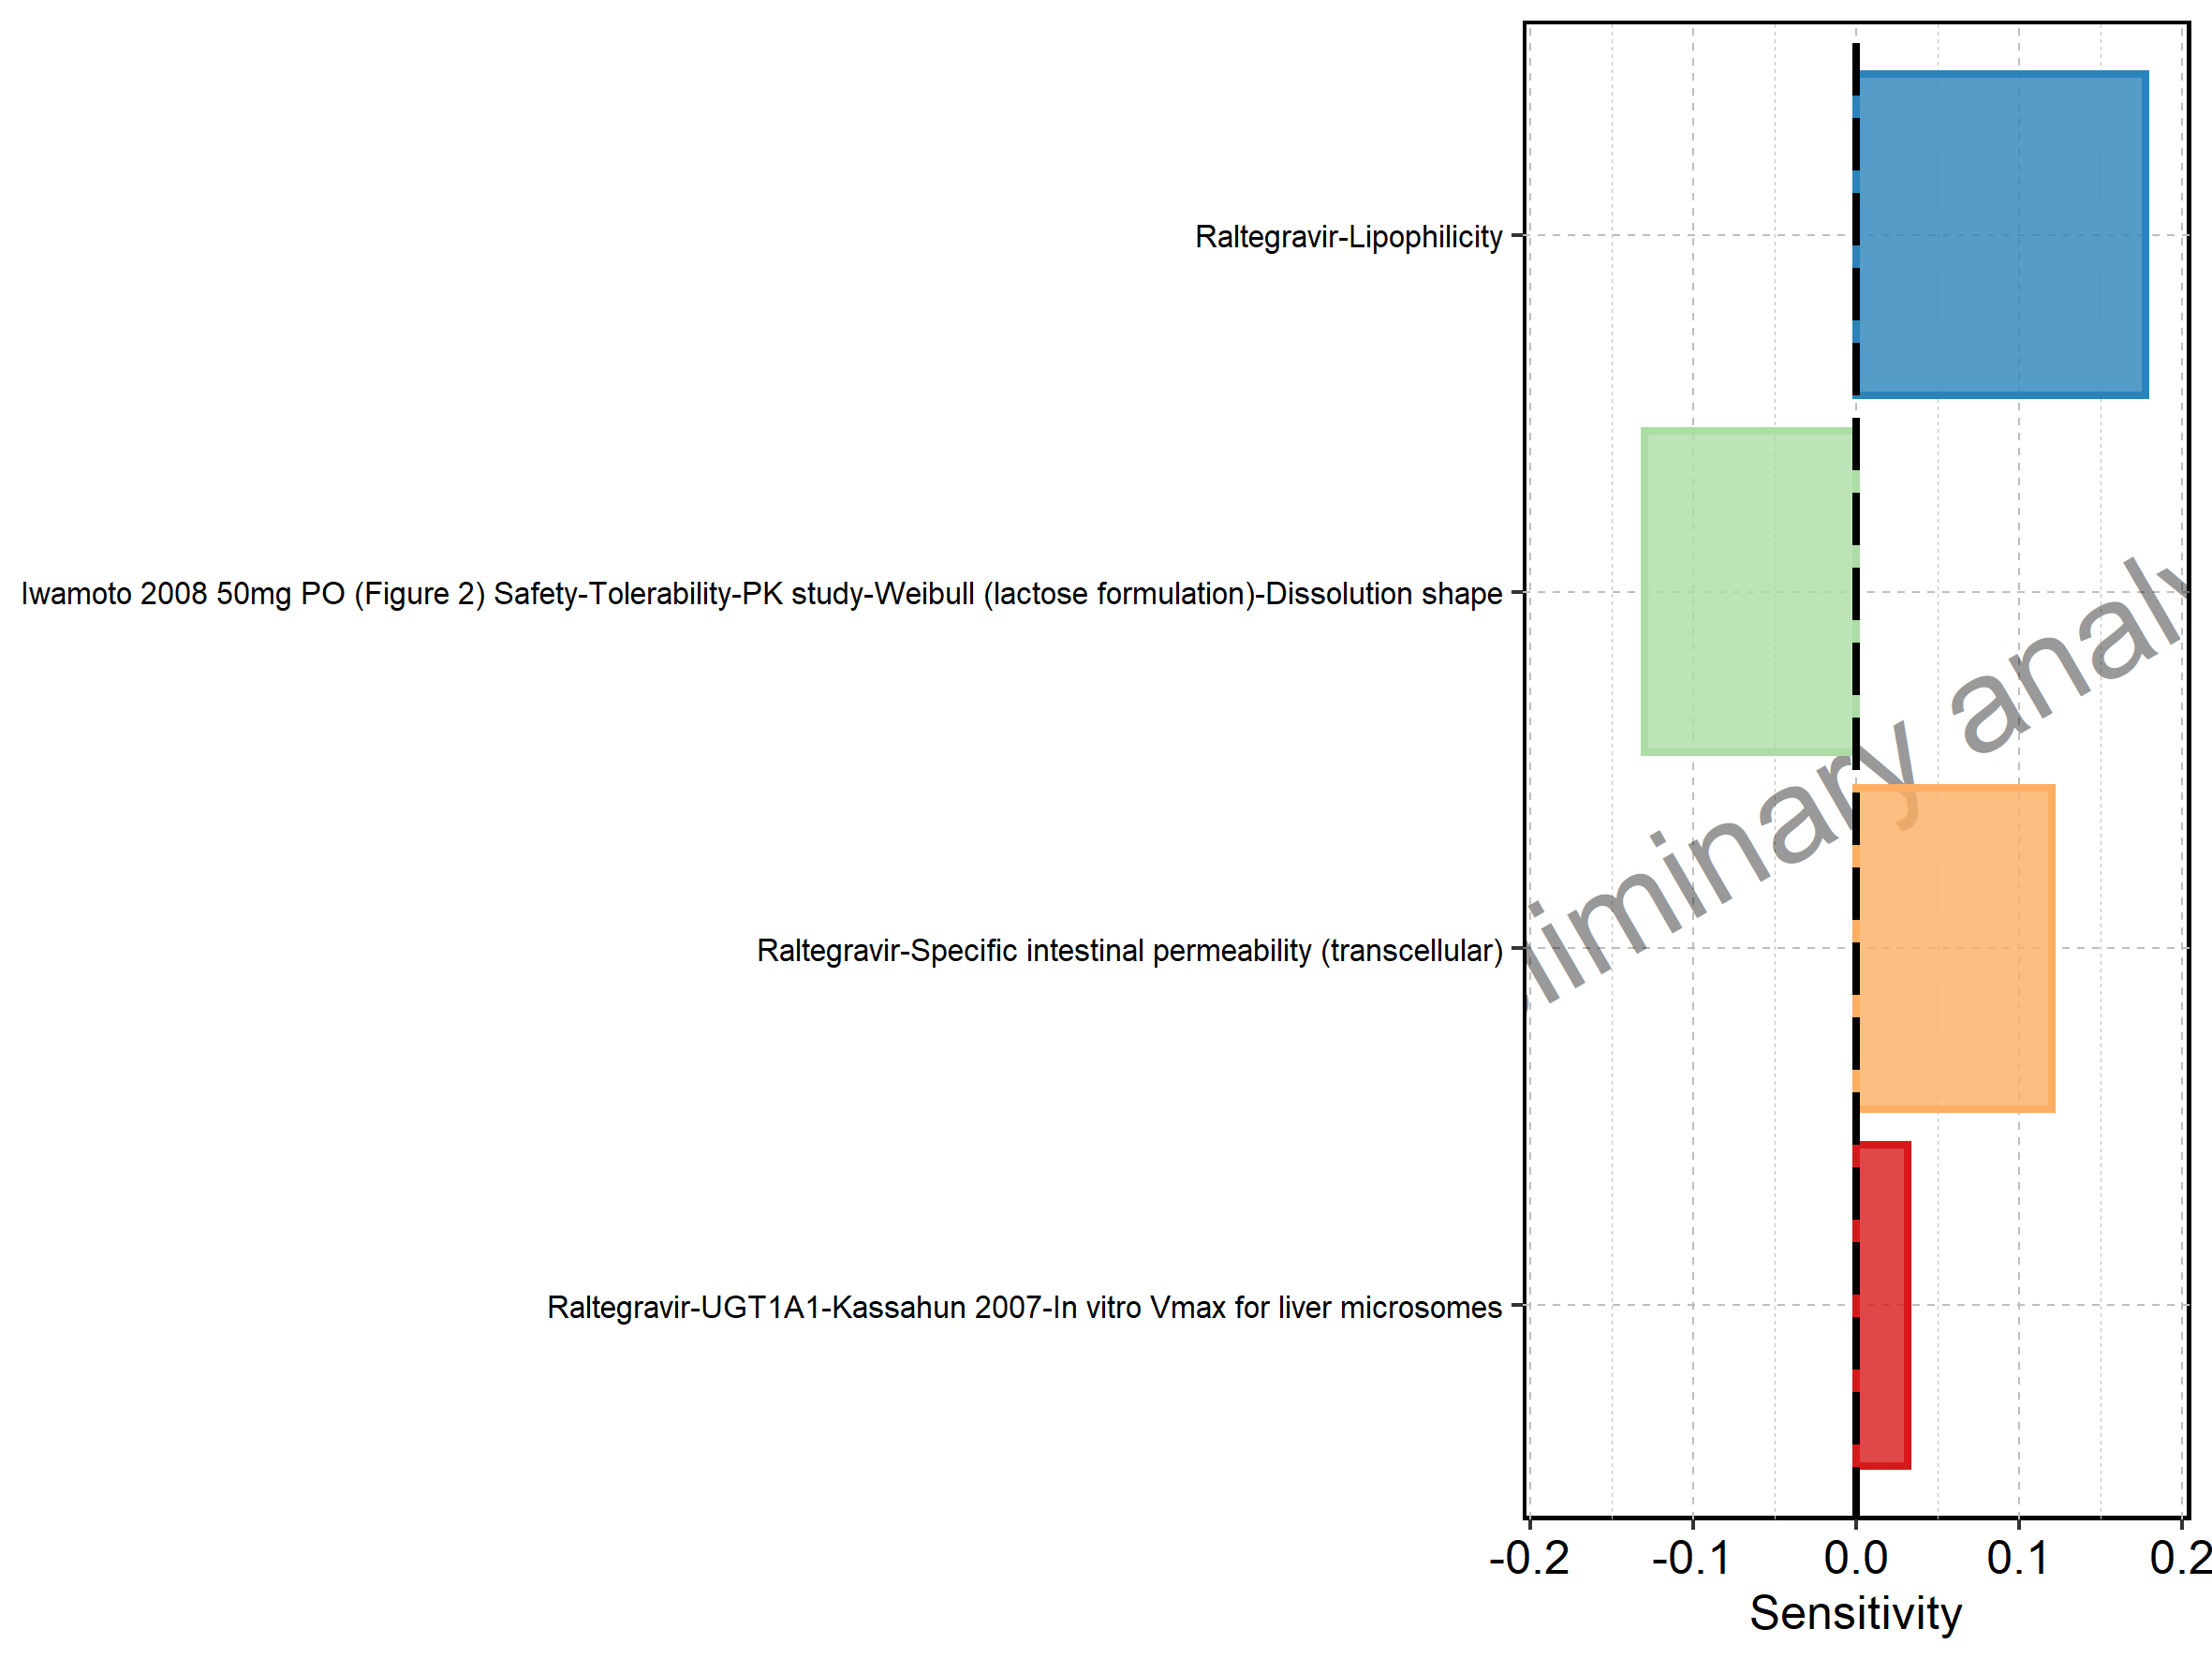 Raltegravir-Lipophilicity
Iwamoto 2008 50mg PO (Figure 2) Safety-Tolerability-PK study-Weibull (lactose formulation)-Dissolution shape
Raltegravir-Specific intestinal permeability (transcellular)
Raltegravir-UGT1A1-Kassahun 2007-In vitro Vmax for liver microsomes
-0.2 -0.1 0.0 0.1 0.2
Sensitivity